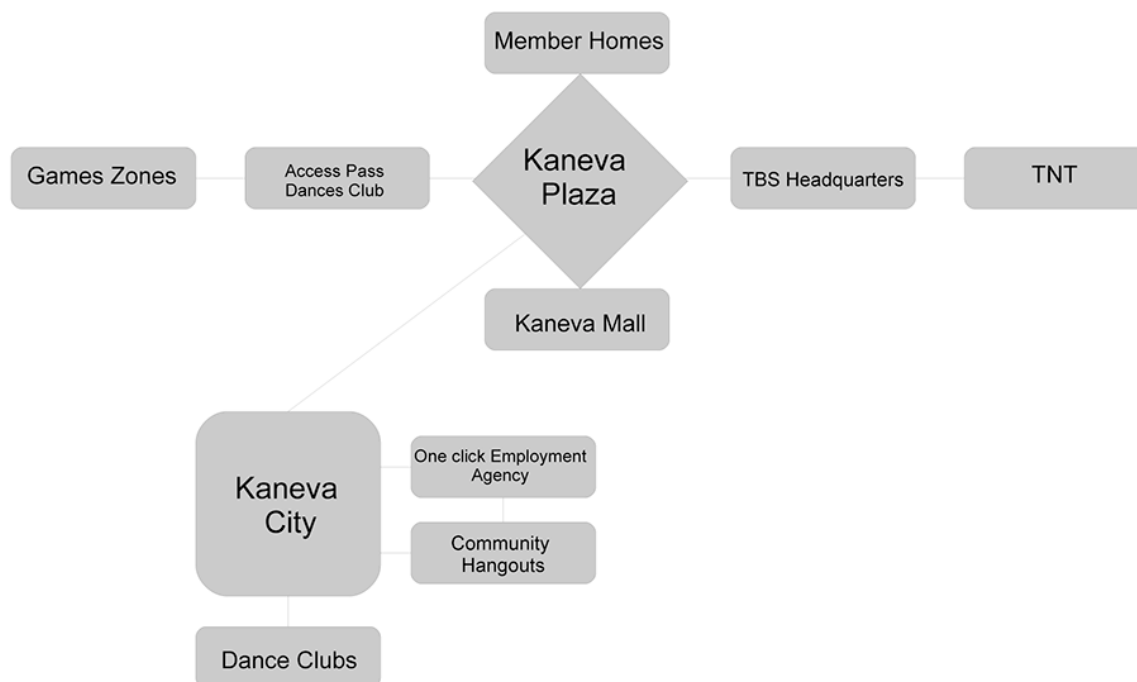 Member Homes
Games Zones
Access Pass
Dances Club
Kaneva
Plaza
TBS Headquarters
TNT
Kaneva Mall
Kaneva
City
One click Employment
Agency
Community
Hangouts
Dance Clubs